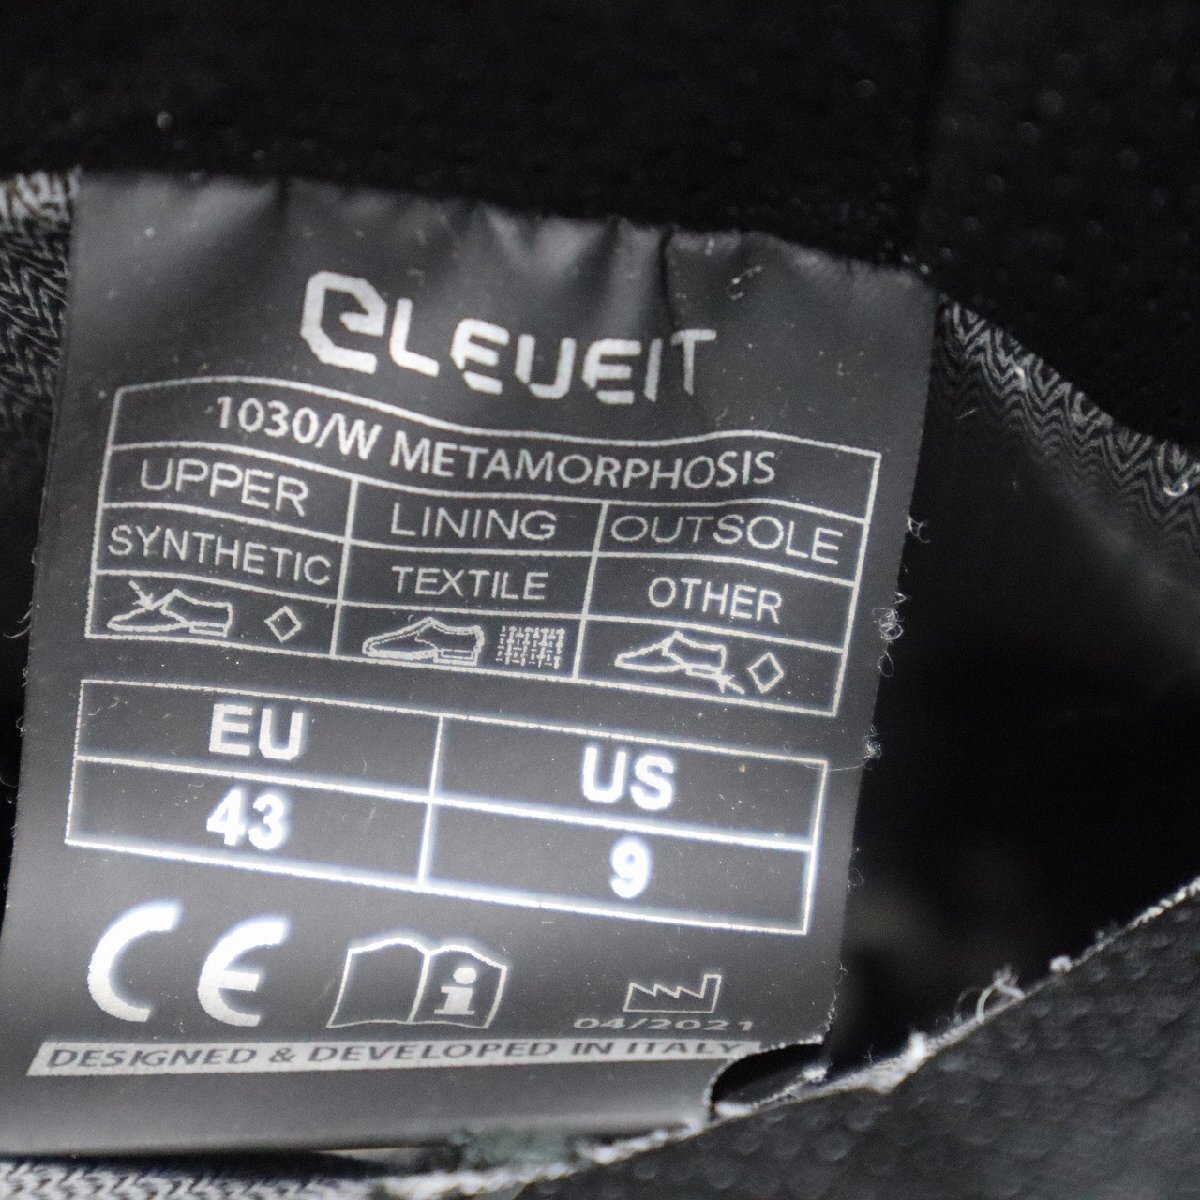 eLEVEIT
1030/W METAMORPHOSIS
UPPER LINING OUTSOLE
SYNTHETIC TEXTILE OTHER
EU US
43 9
CE i
04/2021
DESIGNED & DEVELOPED IN ITALY